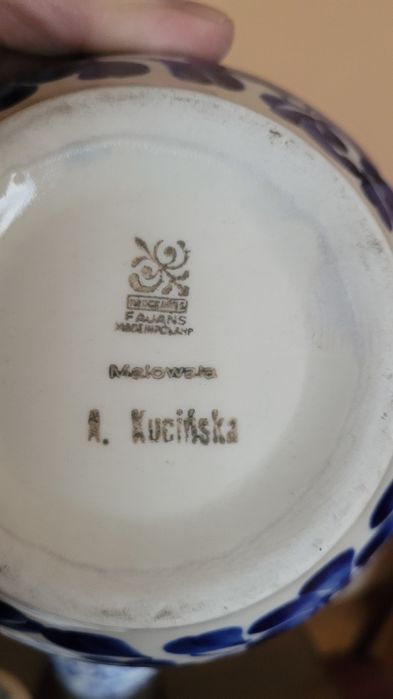 FAJANS
MADE IN POLAND
Malowała
A. Kucińska